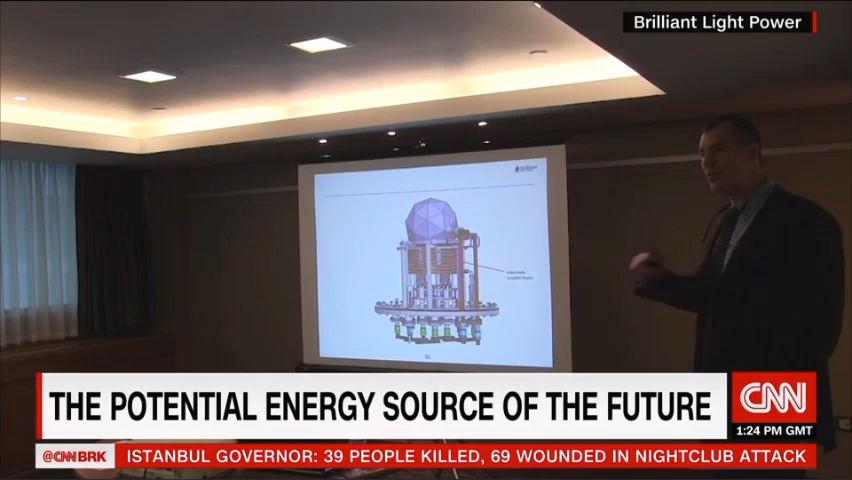 Brilliant Light Power
THE POTENTIAL ENERGY SOURCE OF THE FUTURE
CNN
1:24 PM GMT
@CNNBRK
ISTANBUL GOVERNOR: 39 PEOPLE KILLED, 69 WOUNDED IN NIGHTCLUB ATTACK